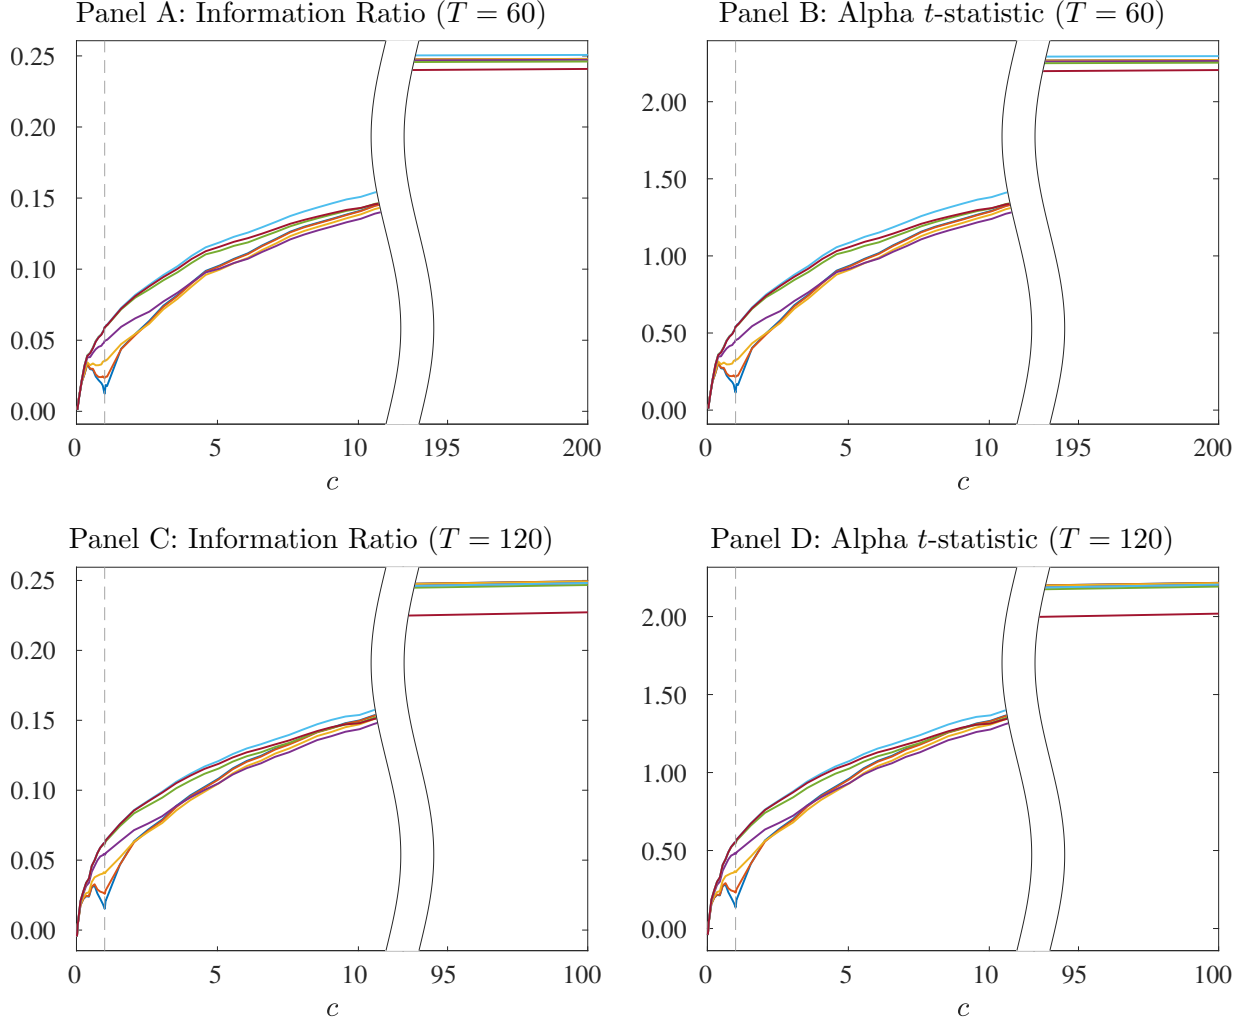 Panel A: Information Ratio (T = 60)
0.25
0.20
0.15
0.10
0.05
0.00
0 5 10 195 200
c
Panel B: Alpha t-statistic (T = 60)
2.00
1.50
1.00
0.50
0.00
0 5 10 195 200
c
Panel C: Information Ratio (T = 120)
0.25
0.20
0.15
0.10
0.05
0.00
0 5 10 95 100
c
Panel D: Alpha t-statistic (T = 120)
2.00
1.50
1.00
0.50
0.00
0 5 10 95 100
c